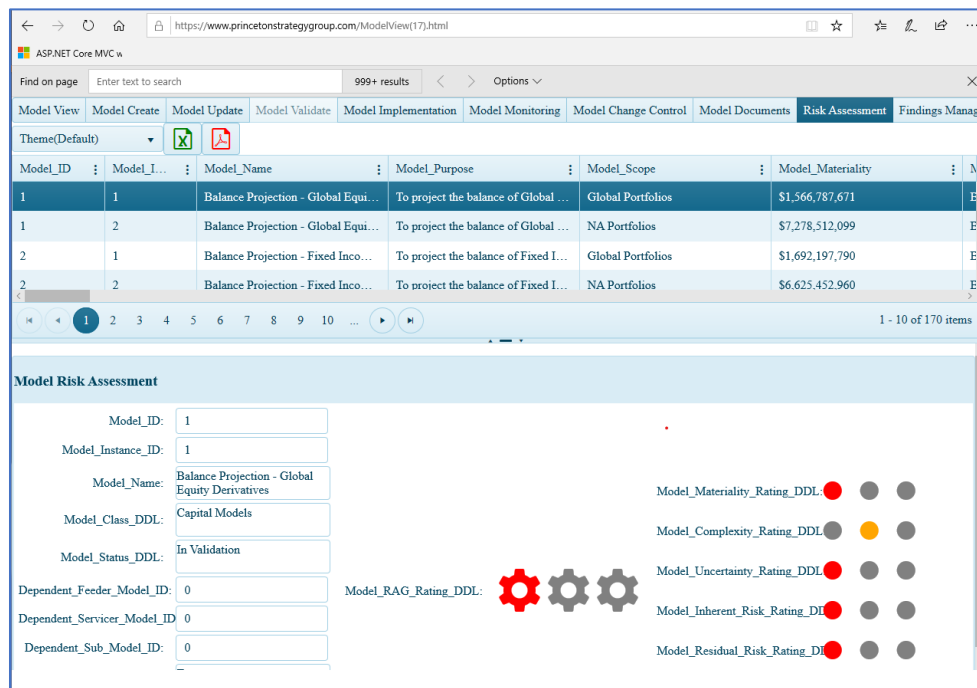 https://www.princetonstrategygroup.com/ModelView(17).html
ASP.NET Core MVC w
Find on page Enter text to search 999+ results Options
Model View Model Create Model Update Model Validate Model Implementation Model Monitoring Model Change Control Model Documents Risk Assessment Findings Manag
Theme(Default)
Model_ID Model_I... Model_Name Model_Purpose Model_Scope Model_Materiality
1 1 Balance Projection - Global Equi... To project the balance of Global ... Global Portfolios $1,566,787,671 E
1 2 Balance Projection - Global Equi... To project the balance of Global ... NA Portfolios $7,278,512,099 E
2 1 Balance Projection - Fixed Inco... To project the balance of Fixed I... Global Portfolios $1,692,197,790 E
2 2 Balance Projection - Fixed Inco... To project the balance of Fixed I... NA Portfolios $6,625,452,960 E
1 2 3 4 5 6 7 8 9 10 ... 1 - 10 of 170 items
Model Risk Assessment
Model_ID: 1
Model_Instance_ID: 1
Model_Name: Balance Projection - Global
Equity Derivatives
Model_Class_DDL: Capital Models
Model_Status_DDL: In Validation
Dependent_Feeder_Model_ID: 0
Dependent_Servicer_Model_ID 0
Dependent_Sub_Model_ID: 0
Model_RAG_Rating_DDL:
Model_Materiality_Rating_DDL:
Model_Complexity_Rating_DDL
Model_Uncertainty_Rating_DDL
Model_Inherent_Risk_Rating_DD
Model_Residual_Risk_Rating_DD